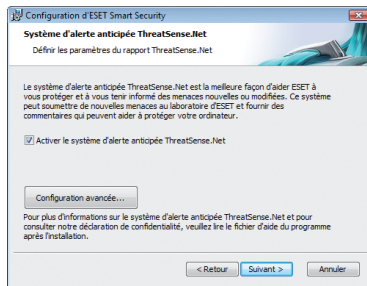 Configuration d'ESET Smart Security
Système d'alerte anticipée ThreatSense.Net
Définir les paramètres du rapport ThreatSense.Net
Le système d'alerte anticipée ThreatSense.Net est la meilleure façon d'aider ESET à
vous protéger et à vous tenir informé des menaces nouvelles ou modifiées. Ce système
peut soumettre de nouvelles menaces au laboratoire d'ESET et fournir des
commentaires qui peuvent aider à protéger votre ordinateur.
Activer le système d'alerte anticipée ThreatSense.Net
Configuration avancée...
Pour plus d'informations sur le système d'alerte anticipée ThreatSense.Net et pour
consulter notre déclaration de confidentialité, veuillez lire le fichier d'aide du programme
après l'installation.
< Retour Suivant > Annuler